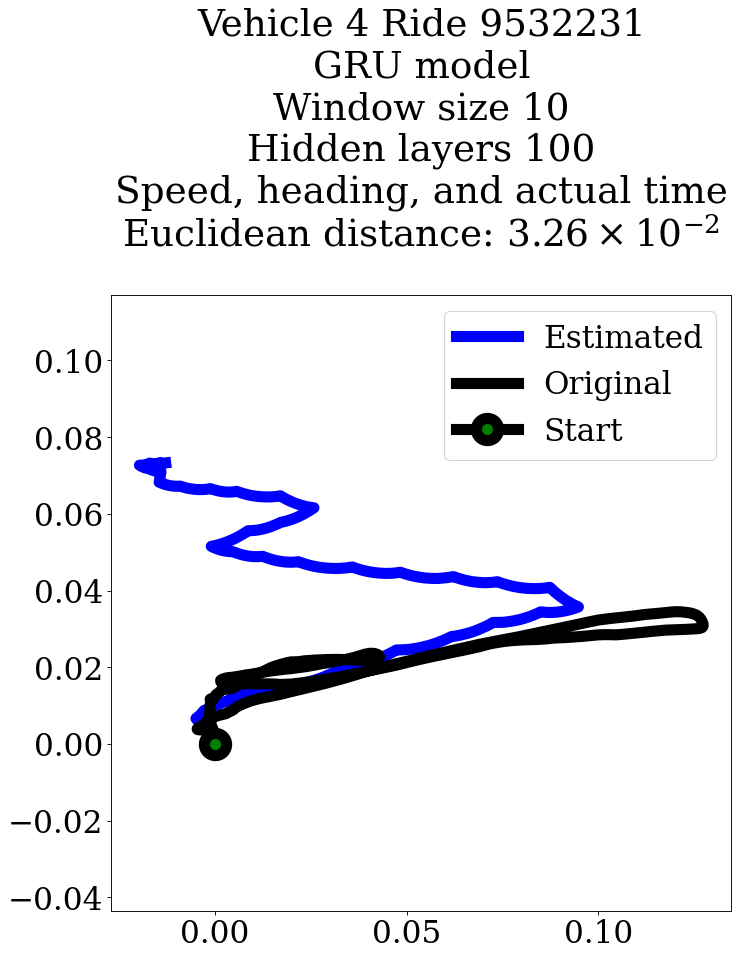 Vehicle 4 Ride 9532231
GRU model
Window size 10
Hidden layers 100
Speed, heading, and actual time
Euclidean distance: 3.26 × 10⁻²
Estimated
Original
Start
0.10
0.08
0.06
0.04
0.02
0.00
−0.02
−0.04
0.00 0.05 0.10